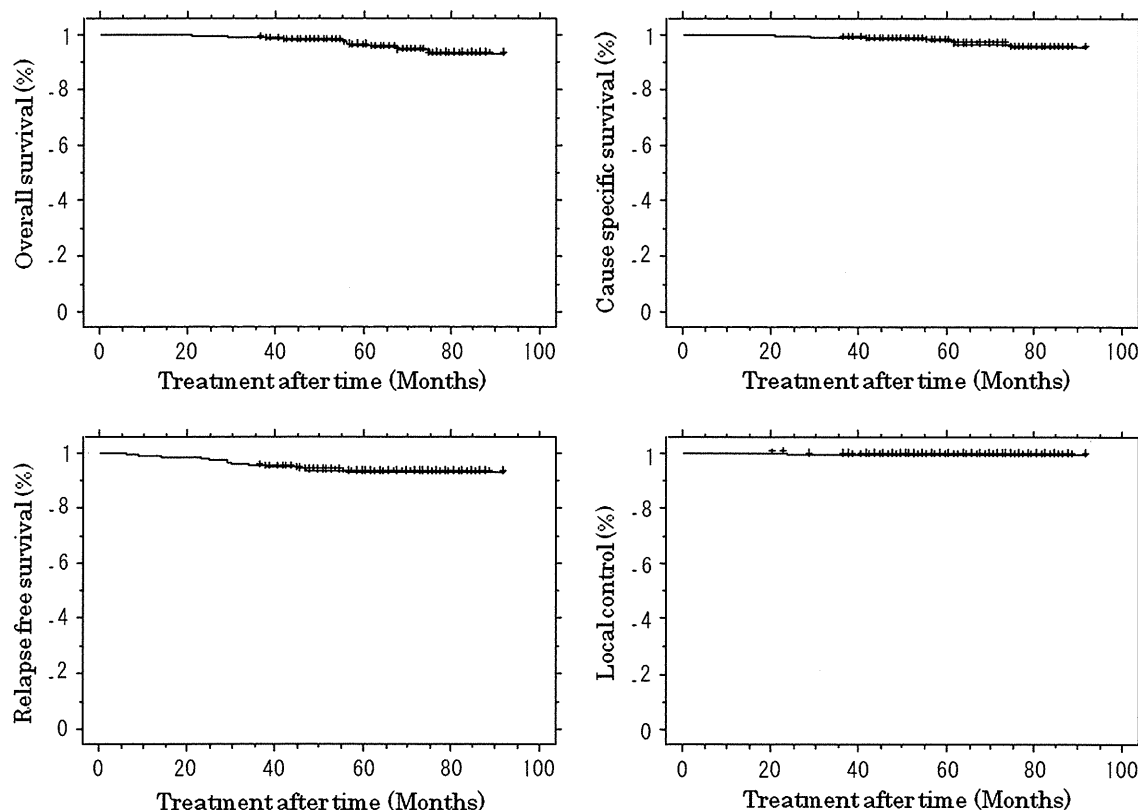 Overall survival (%)
1
.8
.6
.4
.2
0
0 20 40 60 80 100
Treatment after time (Months)
Cause specific survival (%)
1
.8
.6
.4
.2
0
0 20 40 60 80 100
Treatment after time (Months)
Relapse free survival (%)
1
.8
.6
.4
.2
0
0 20 40 60 80 100
Treatment after time (Months)
Local control (%)
1
.8
.6
.4
.2
0
0 20 40 60 80 100
Treatment after time (Months)